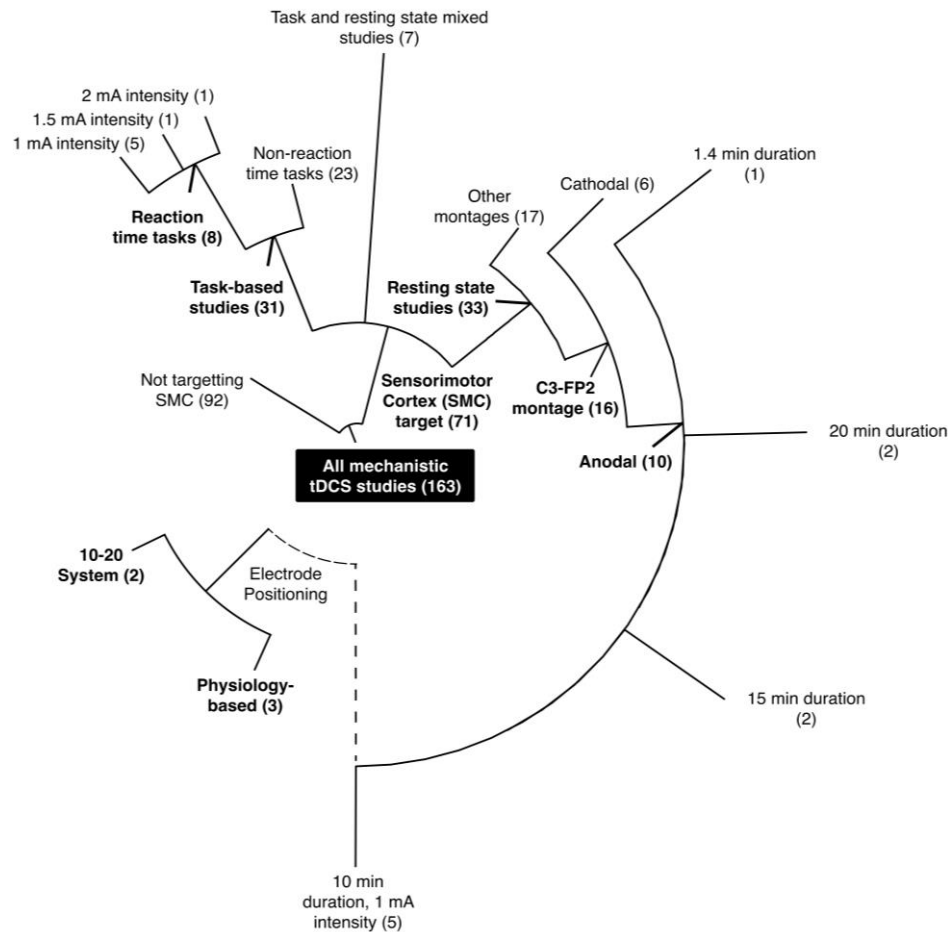 Task and resting state mixed
studies (7)
2 mA intensity (1)
1.5 mA intensity (1)
1 mA intensity (5)
Non-reaction
time tasks (23)
Reaction
time tasks (8)
Task-based
studies (31)
Other
montages (17)
Cathodal (6)
1.4 min duration
(1)
Resting state
studies (33)
Not targetting
SMC (92)
Sensorimotor
Cortex (SMC)
target (71)
C3-FP2
montage (16)
Anodal (10)
20 min duration
(2)
All mechanistic
tDCS studies (163)
10-20
System (2)
Electrode
Positioning
Physiology-
based (3)
15 min duration
(2)
10 min
duration, 1 mA
intensity (5)